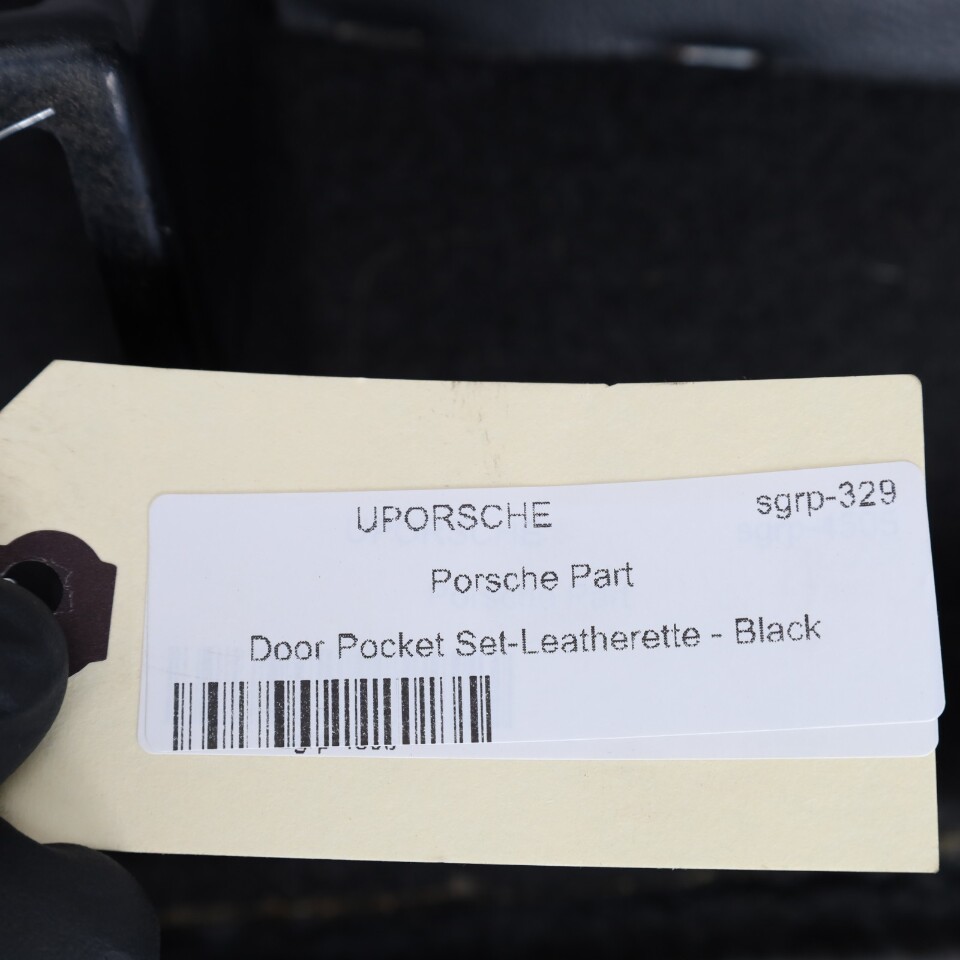 UPORSCHE sgrp-329
Porsche Part
Door Pocket Set-Leatherette - Black